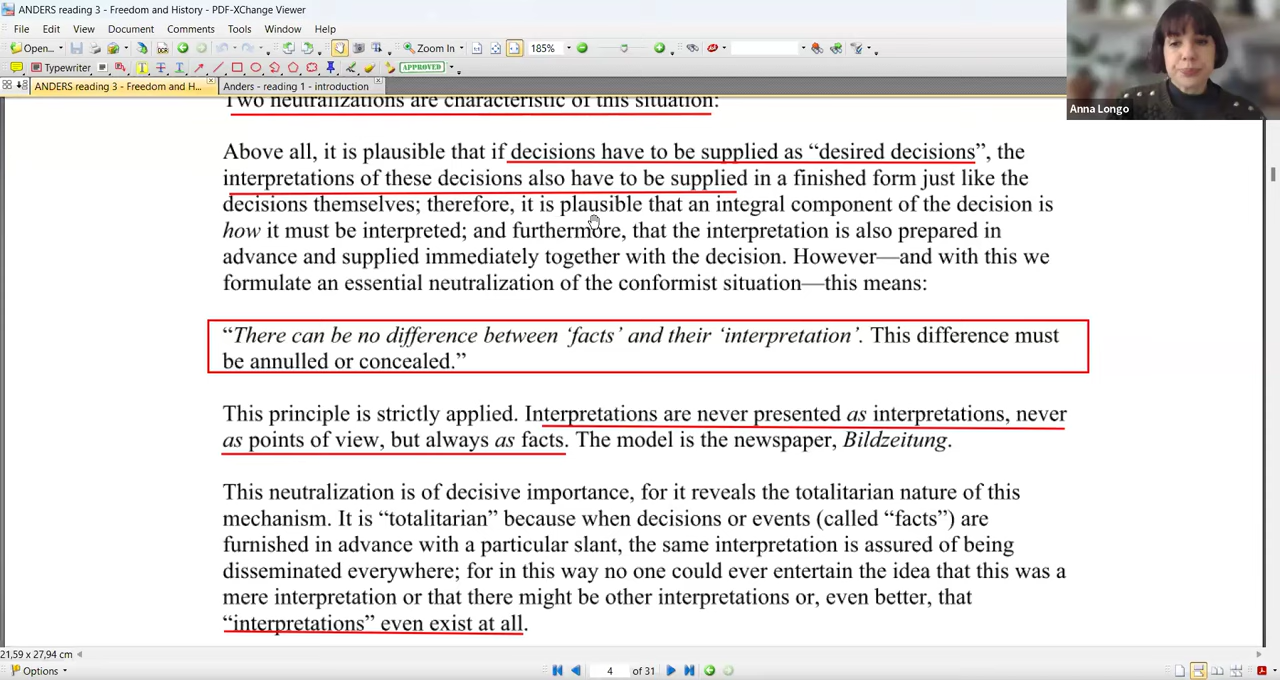 ANDERS reading 3 - Freedom and History - PDF-XChange Viewer
File Edit View Document Comments Tools Window Help
Open... Zoom In 185%
Typewriter APPROVED
ANDERS reading 3 - Freedom and H... Anders - reading 1 - introduction
Anna Longo
Two neutralizations are characteristic of this situation:
Above all, it is plausible that if decisions have to be supplied as “desired decisions”, the
interpretations of these decisions also have to be supplied in a finished form just like the
decisions themselves; therefore, it is plausible that an integral component of the decision is
how it must be interpreted; and furthermore, that the interpretation is also prepared in
advance and supplied immediately together with the decision. However—and with this we
formulate an essential neutralization of the conformist situation—this means:
“There can be no difference between ‘facts’ and their ‘interpretation’. This difference must
be annulled or concealed.”
This principle is strictly applied. Interpretations are never presented as interpretations, never
as points of view, but always as facts. The model is the newspaper, Bildzeitung.
This neutralization is of decisive importance, for it reveals the totalitarian nature of this
mechanism. It is “totalitarian” because when decisions or events (called “facts”) are
furnished in advance with a particular slant, the same interpretation is assured of being
disseminated everywhere; for in this way no one could ever entertain the idea that this was a
mere interpretation or that there might be other interpretations or, even better, that
“interpretations” even exist at all.
21,59 x 27,94 cm
Options 4 of 31